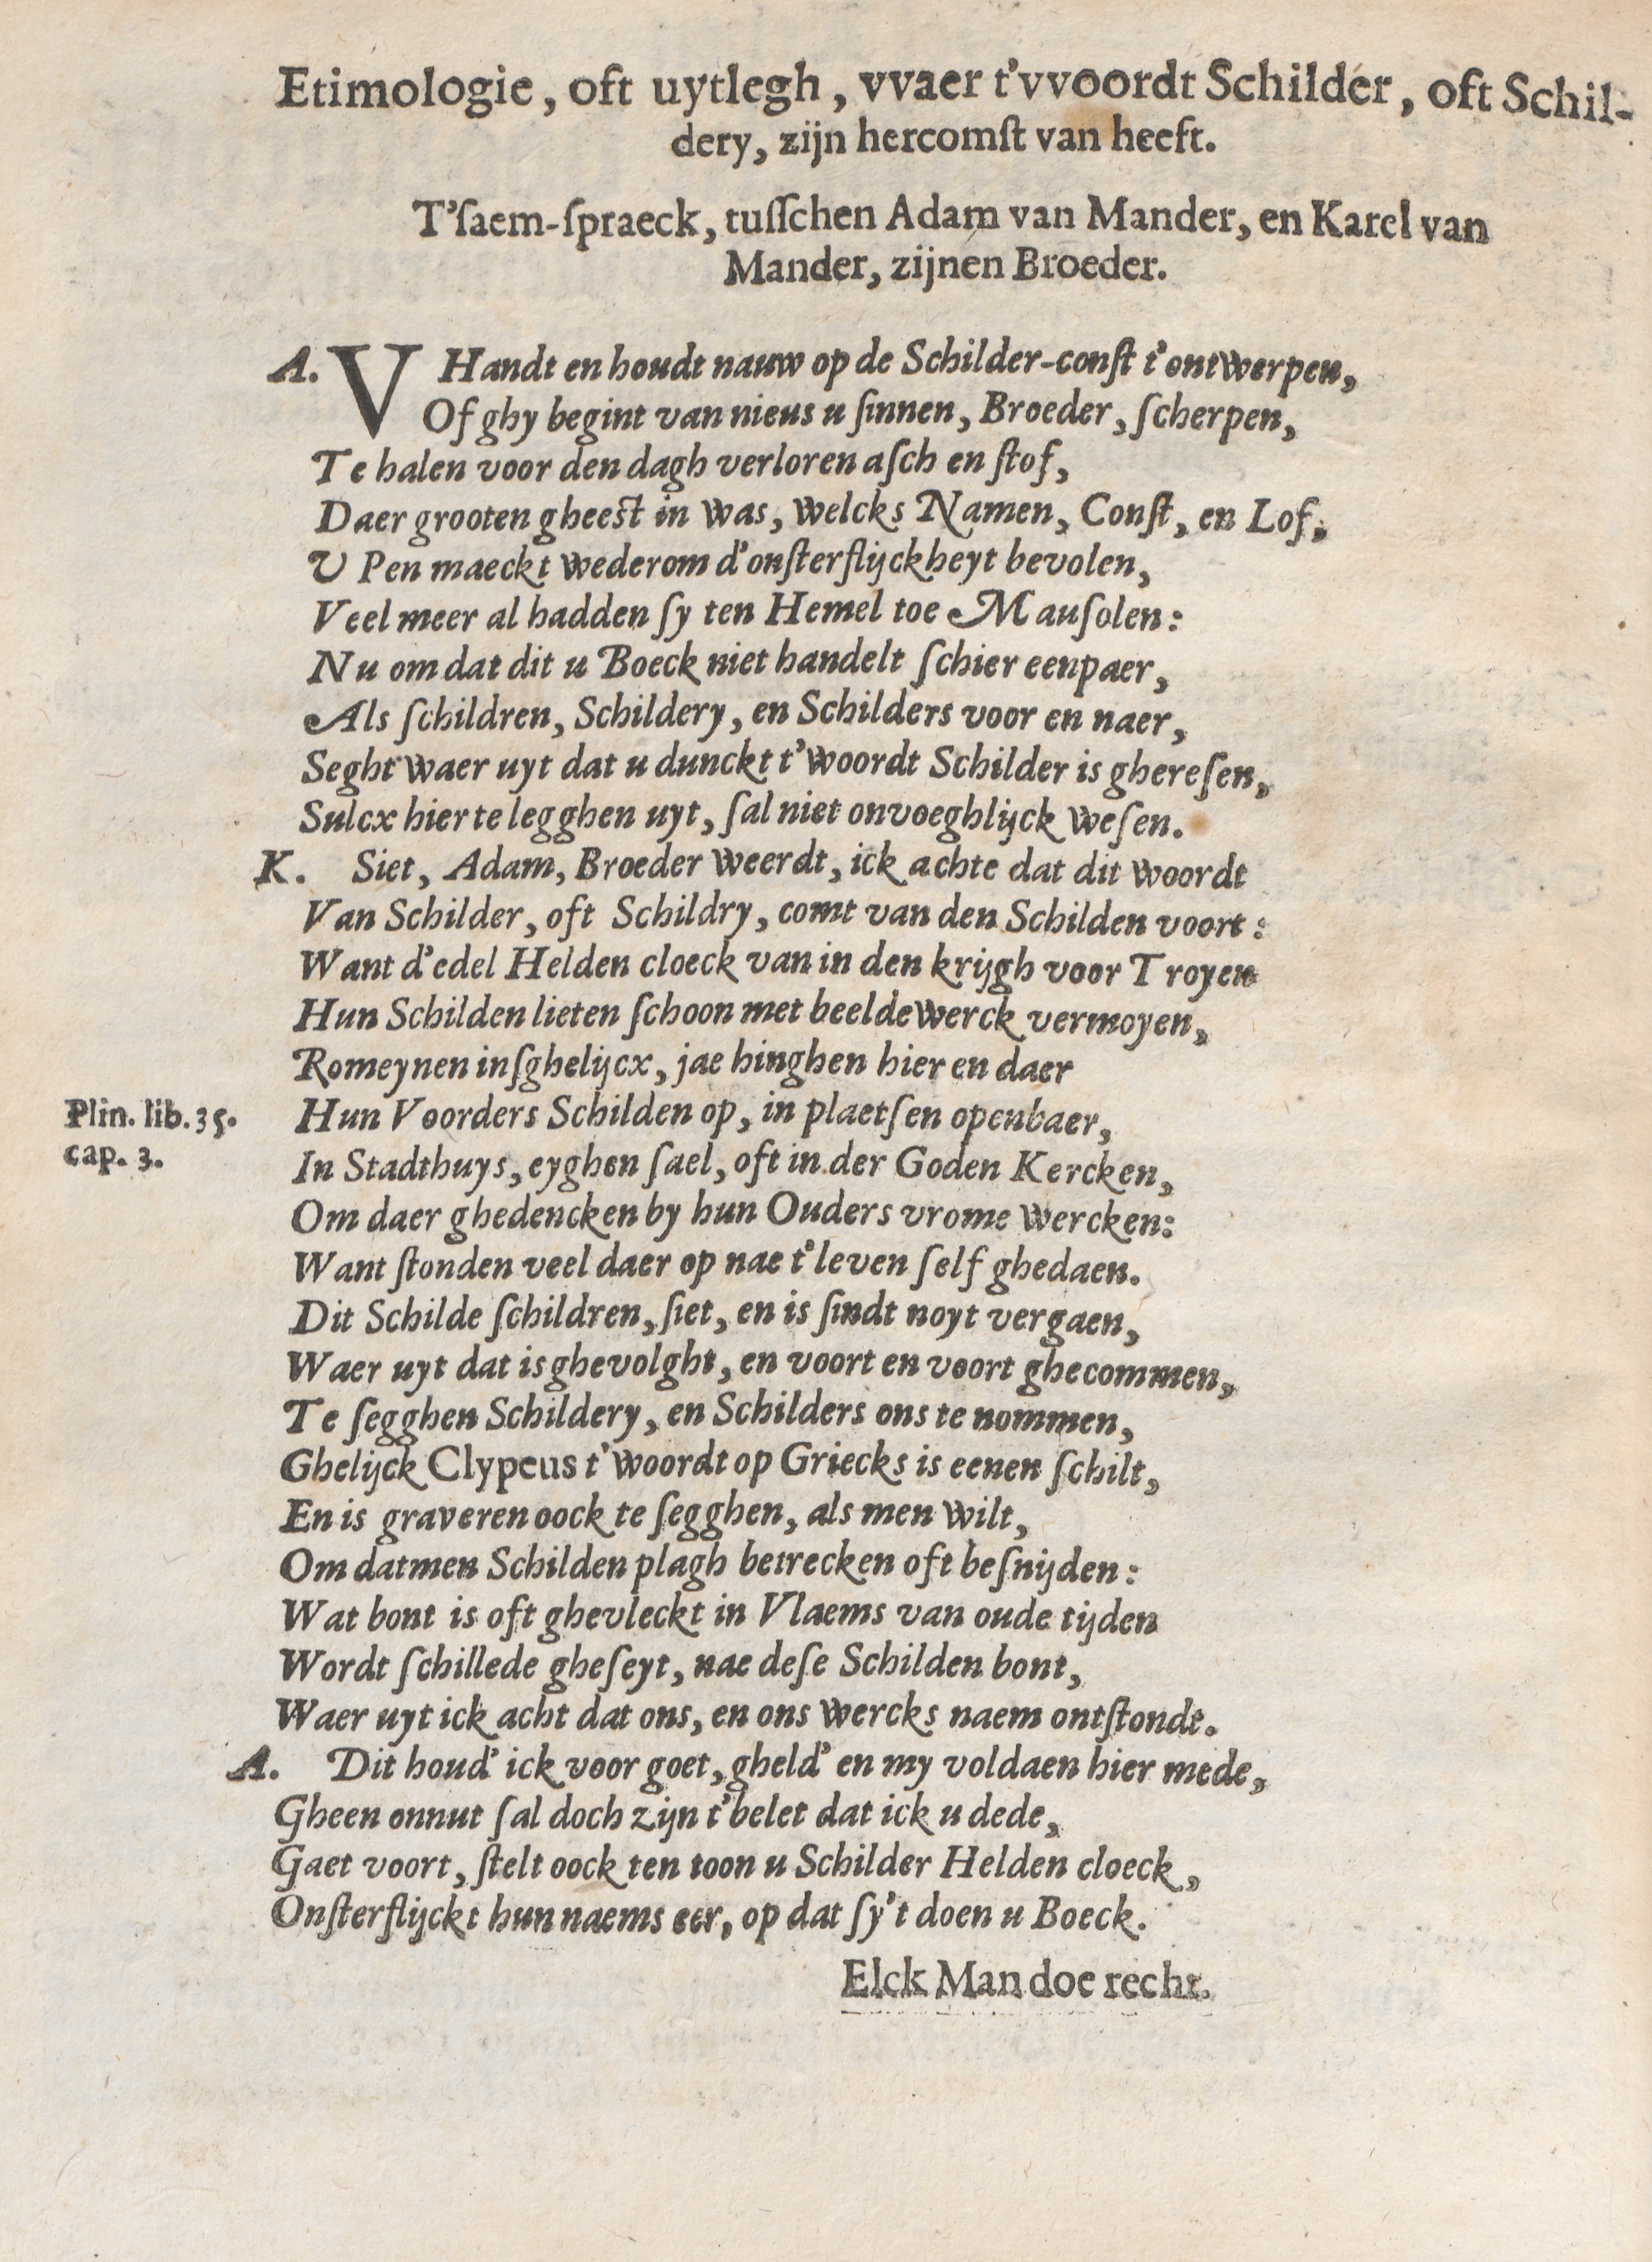 Etimologie, oft uytlegh, vvaer t'vvoordt Schilder, oft Schil-
dery, zijn hercomſt van heeft.
T'ſaem-ſpraeck, tuſſchen Adam van Mander, en Karel van
Mander, zijnen Broeder.
A. V Handt en houdt nauw op de Schilder-conſt t'ontwerpen,
Of ghy begint van nieus u ſinnen, Broeder, ſcherpen,
Te halen voor den dagh verloren aſch en ſtof,
Daer grooten gheest in was, welcks Namen, Conſt, en Lof,
V Pen maeckt wederom d'onſterflijckheyt bevolen,
Veel meer al hadden ſy ten Hemel toe Mauſolen:
Nu om dat dit u Boeck niet handelt ſchier eenpaer,
Als ſchildren, Schildery, en Schilders voor en naer,
Seght waer uyt dat u dunckt t'woordt Schilder is ghereſen,
Sulcx hier te legghen uyt, ſal niet onvoeghlijck weſen.
K. Siet, Adam, Broeder weerdt, ick achte dat dit woordt
Van Schilder, oft Schildry, comt van den Schilden voort:
Want d'edel Helden cloeck van in den krijgh voor Troyen
Hun Schilden lieten ſchoon met beeldewerck vermoyen,
Romeynen inſghelijcx, jae hinghen hier en daer
Plin. lib. 35.
cap. 3.
Hun Voorders Schilden op, in plaetſen openbaer,
In Stadthuys, eyghen ſael, oft in der Goden Kercken,
Om daer ghedencken by hun Ouders vrome wercken:
Want ſtonden veel daer op nae t'leven ſelf ghedaen.
Dit Schilde ſchildren, ſiet, en is ſindt noyt vergaen,
Waer uyt dat is ghevolght, en voort en voort ghecommen,
Te ſegghen Schildery, en Schilders ons te nommen,
Ghelijck Clypeus t'woordt op Griecks is eenen ſchilt,
En is graveren oock te ſegghen, als men wilt,
Om datmen Schilden plagh betrecken oft beſnijden:
Wat bont is oft ghevleckt in Vlaems van oude tijden
Wordt ſchillede gheſeyt, nae deſe Schilden bont,
Waer uyt ick acht dat ons, en ons wercks naem ontſtondt.
A. Dit houd' ick voor goet, gheld' en my voldaen hier mede,
Gheen onnut ſal doch zijn t'belet dat ick u dede,
Gaet voort, ſtelt oock ten toon u Schilder Helden cloeck,
Onſterflijckt hun naems eer, op dat ſy't doen u Boeck.
Elck Man doe recht.